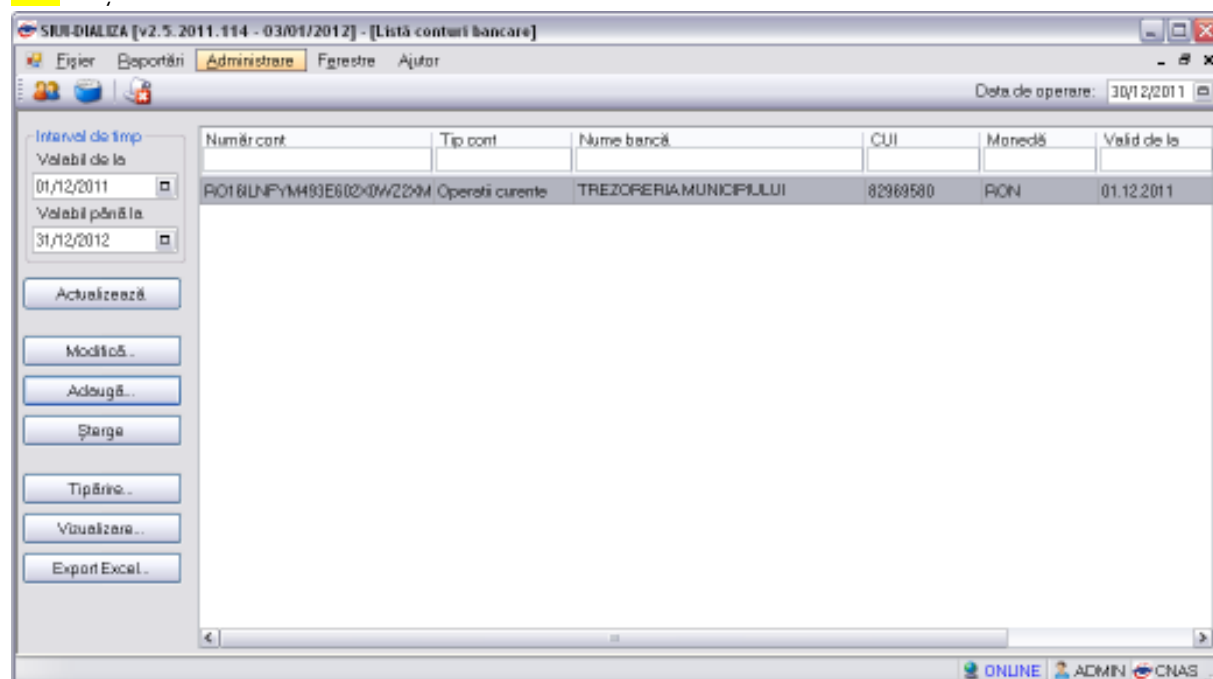 SIUI-DIALIZA [v2.5.2011.114 - 03/01/2012] - [Listă conturi bancare]
Fişier Raportări Administrare Ferestre Ajutor
Data de operare: 30/12/2011
Interval de timp
Valabil de la
01/12/2011
Valabil până la
31/12/2012
Actualizează
Modifică...
Adaugă...
Şterge
Tipărire...
Vizualizare...
Export Excel...
Număr cont Tip cont Nume bancă CUI Monedă Valid de la
Operatii curente TREZORERIA MUNICIPIULUI 82969580 RON 01.12.2011
ONLINE ADMIN CNAS